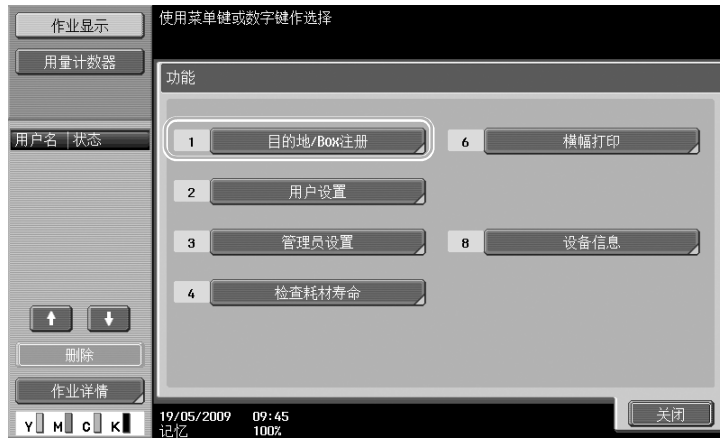 作业显示
使用菜单键或数字键作选择
用量计数器
功能
用户名 状态
1 目的地/Box注册
6 横幅打印
2 用户设置
3 管理员设置
8 设备信息
4 检查耗材寿命
删除
作业详情
关闭
19/05/2009 09:45
Y M C K
记忆 100%